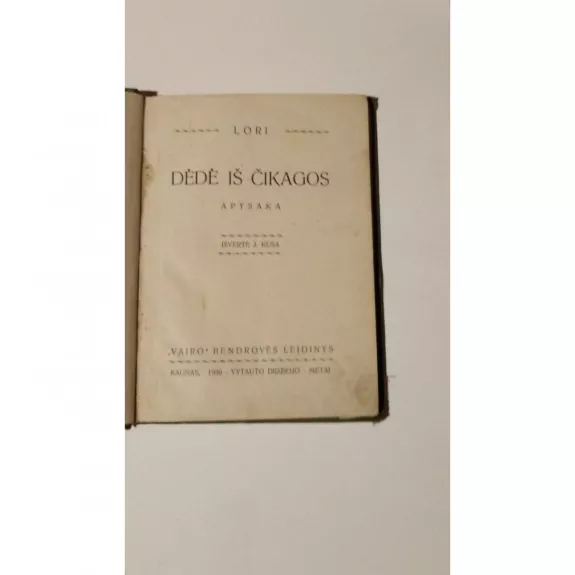 LORI
DĖDĖ IŠ ČIKAGOS
APYSAKA
IŠVERTĖ J. KUSA
„VAIRO“ BENDROVĖS LEIDINYS
KAUNAS, 1930 - VYTAUTO DIDŽIOJO METAI